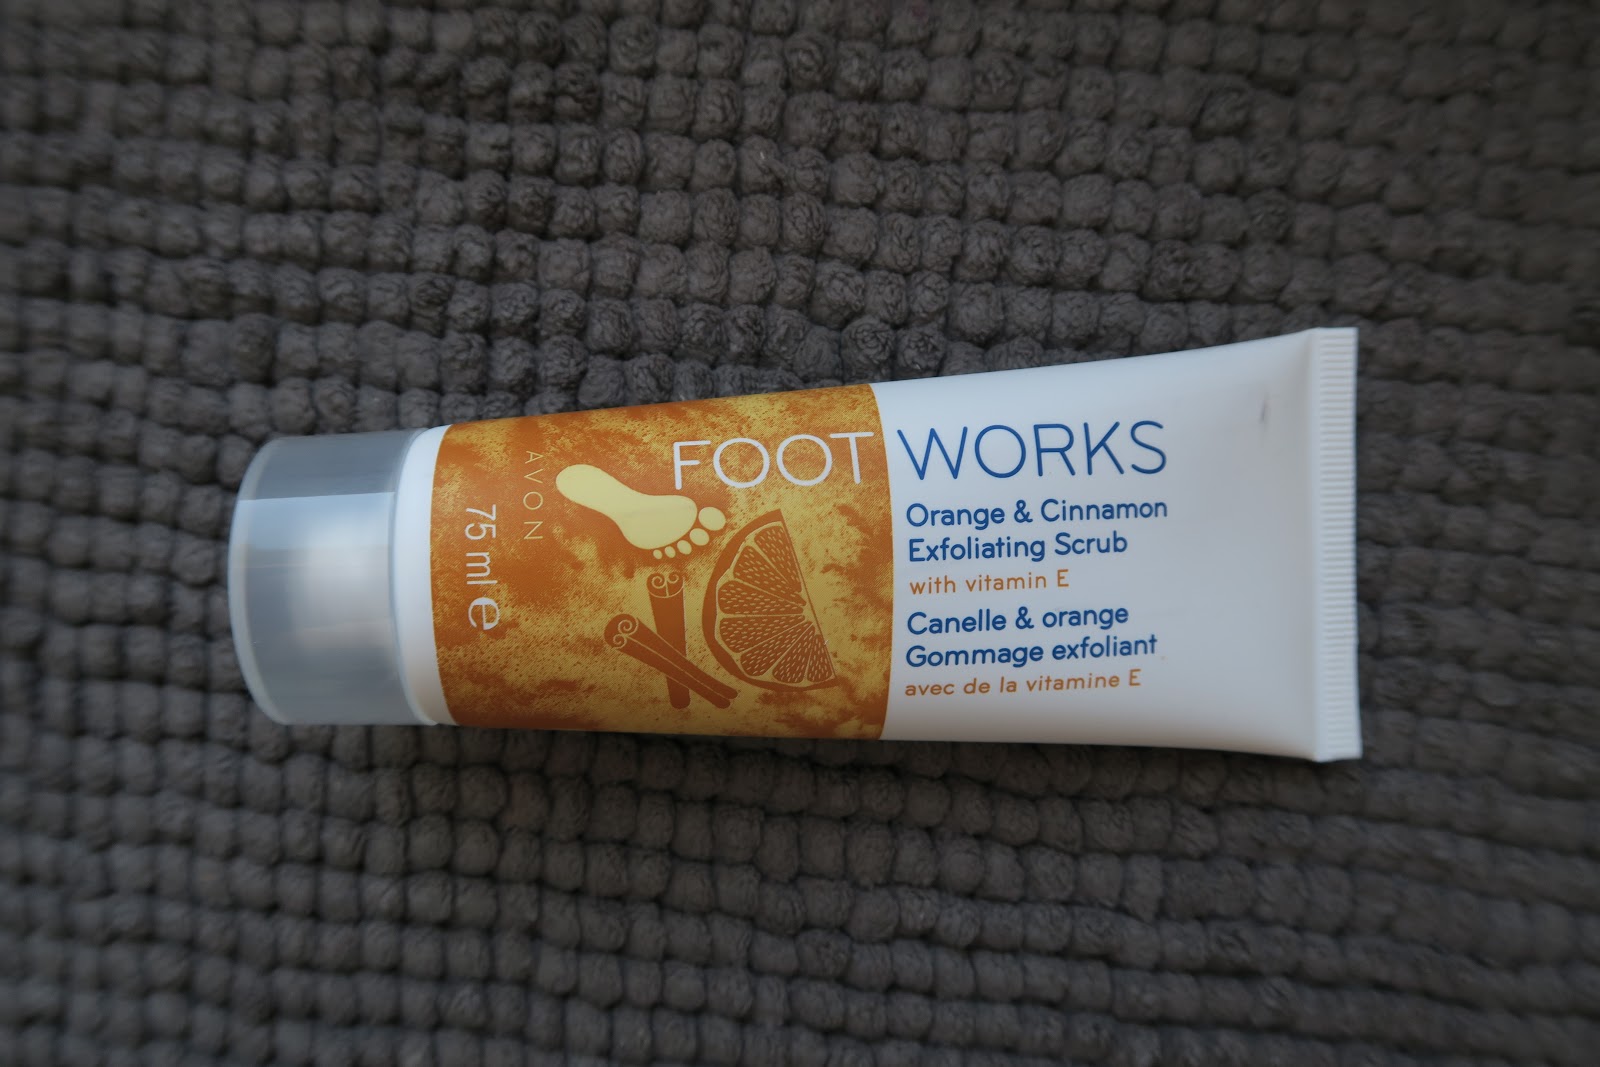 FOOT WORKS
Orange & Cinnamon
Exfoliating Scrub
with vitamin E
Canelle & orange
Gommage exfoliant
avec de la vitamine E
AVON
75 ml e